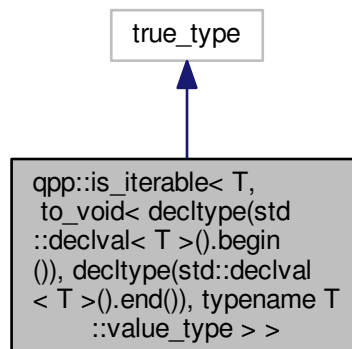 true_type
qpp::is_iterable< T,
to_void< decltype(std
::declval< T >().begin
()), decltype(std::declval
< T >().end()), typename T
::value_type > >